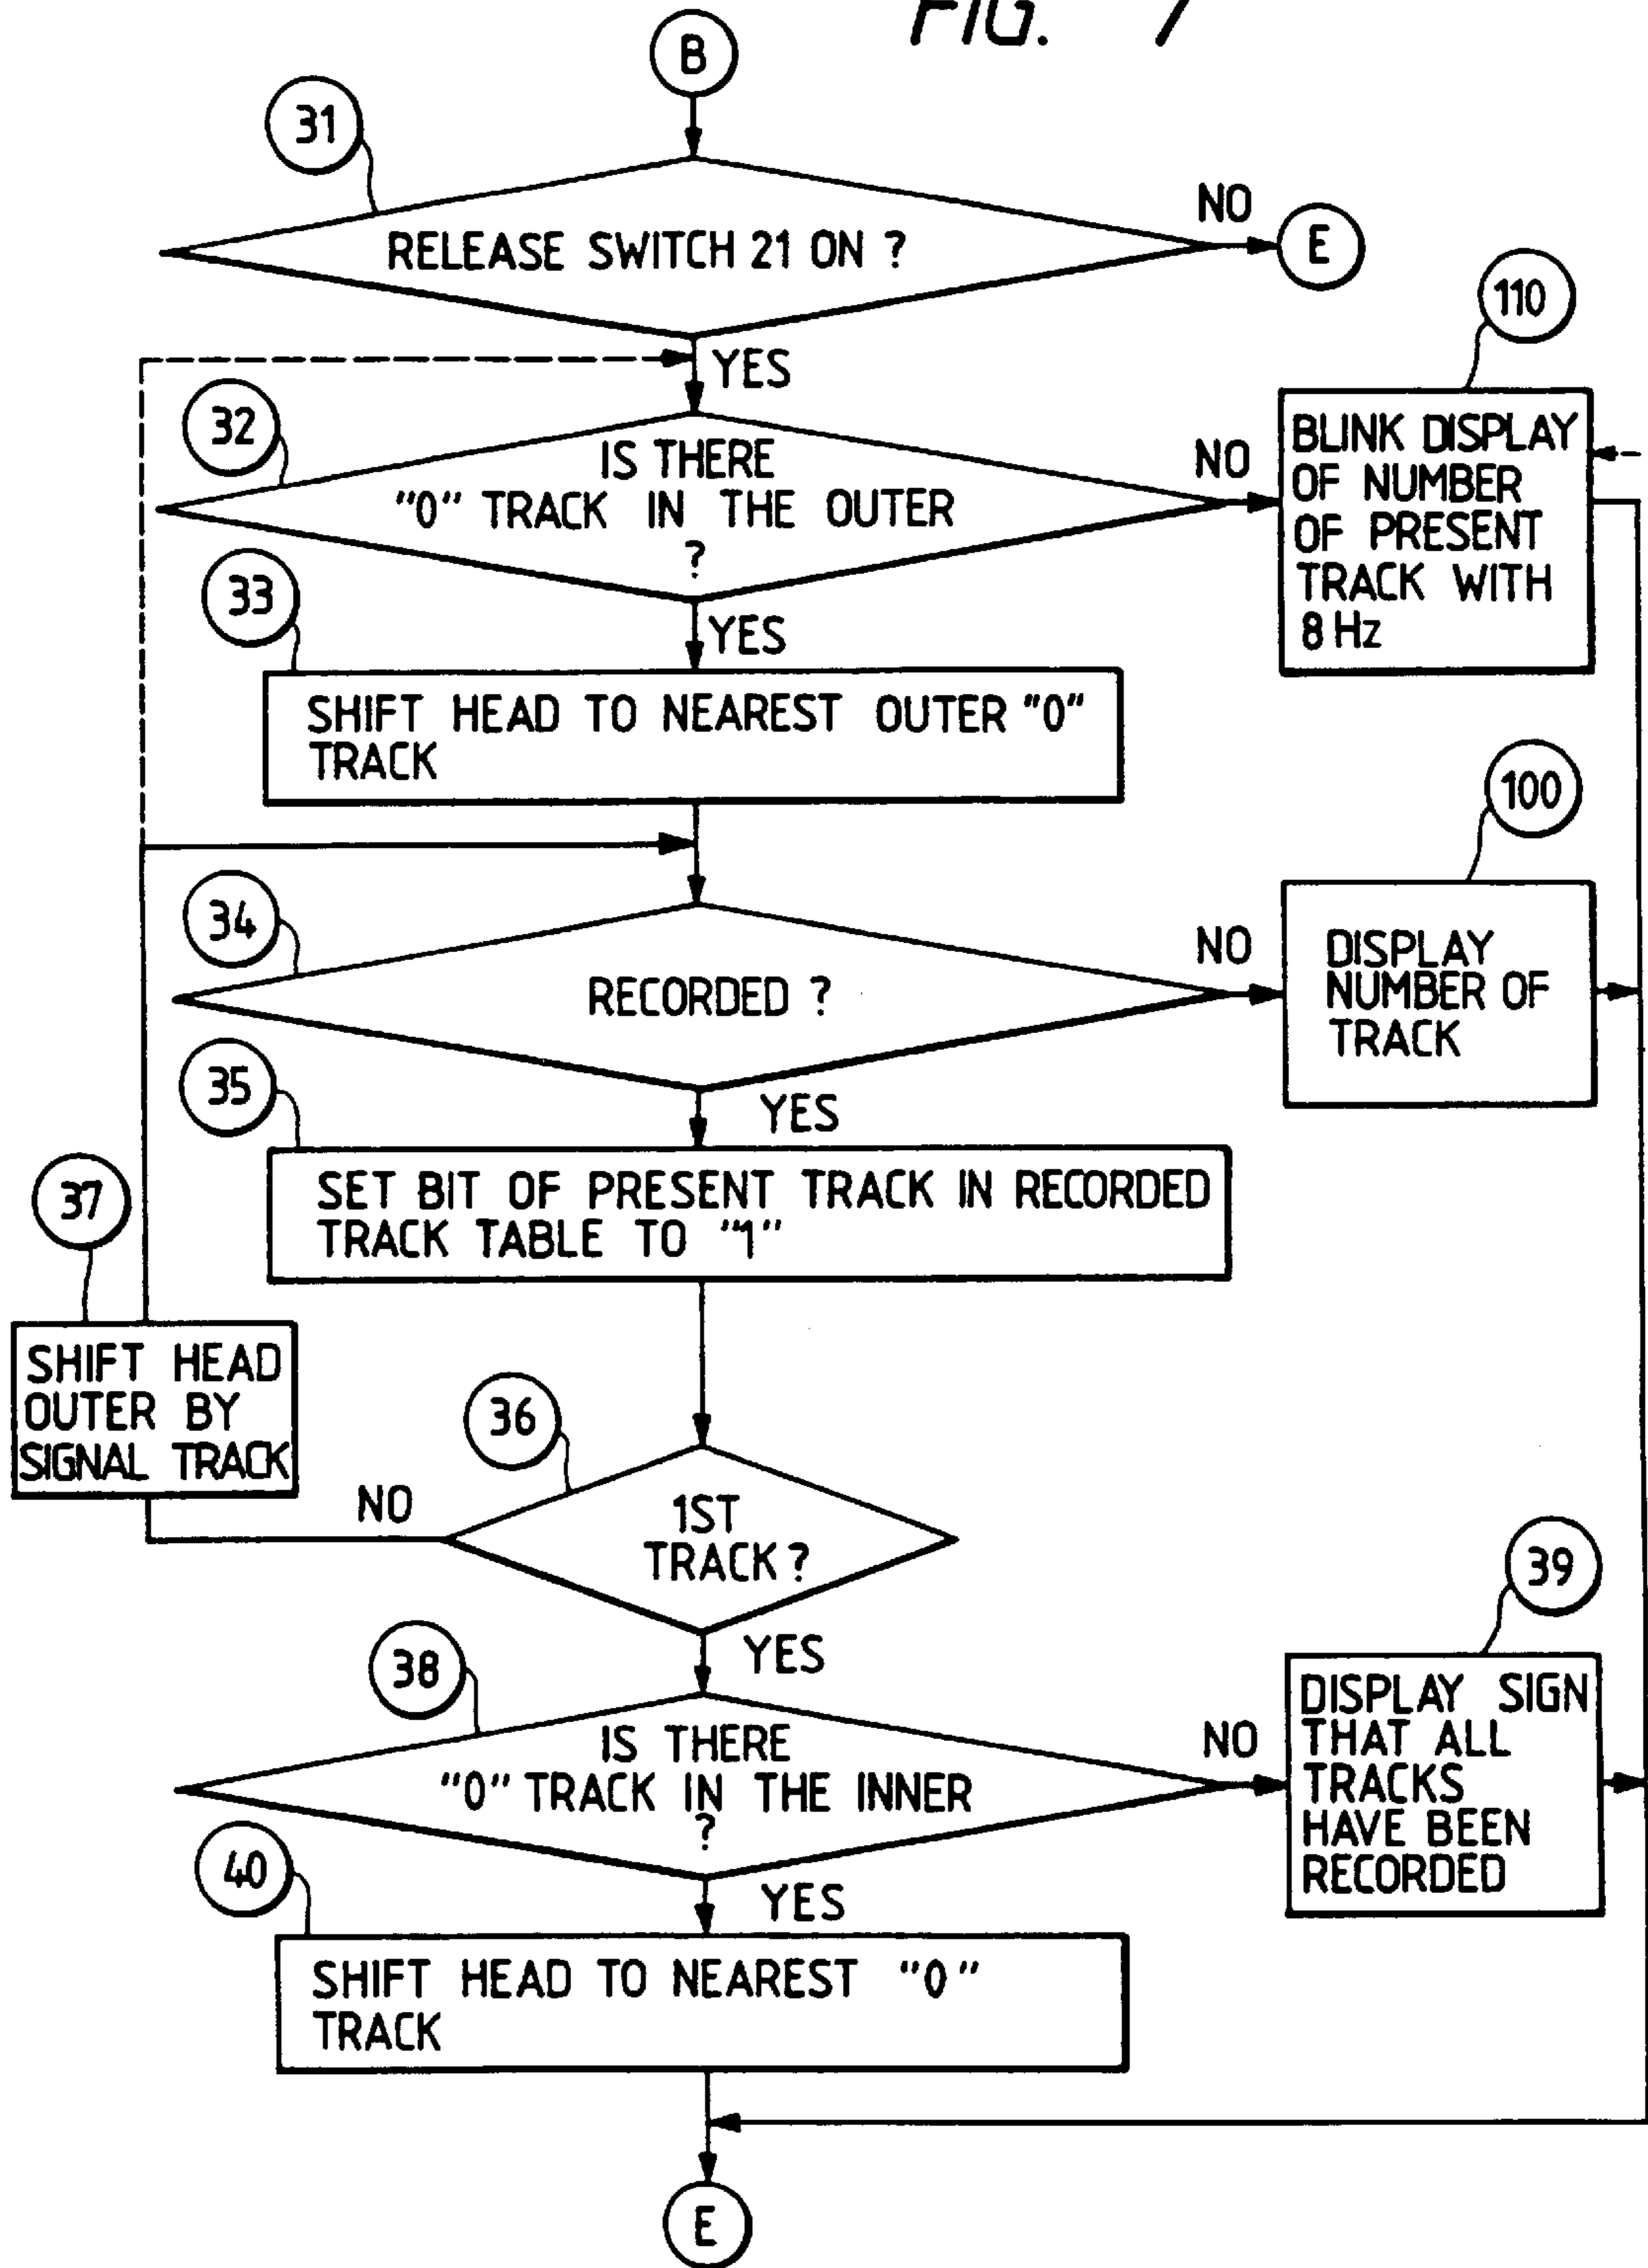 FIG. 7
B
31
RELEASE SWITCH 21 ON ?
NO
E
110
YES
32
IS THERE
"0" TRACK IN THE OUTER
?
NO
BLINK DISPLAY
OF NUMBER
OF PRESENT
TRACK WITH
8 Hz
33
YES
SHIFT HEAD TO NEAREST OUTER "0"
TRACK
100
34
RECORDED ?
NO
DISPLAY
NUMBER OF
TRACK
35
YES
SET BIT OF PRESENT TRACK IN RECORDED
TRACK TABLE TO "1"
37
SHIFT HEAD
OUTER BY
SIGNAL TRACK
36
NO
1ST
TRACK ?
39
YES
38
IS THERE
"0" TRACK IN THE INNER
?
NO
DISPLAY SIGN
THAT ALL
TRACKS
HAVE BEEN
RECORDED
40
YES
SHIFT HEAD TO NEAREST "0"
TRACK
E